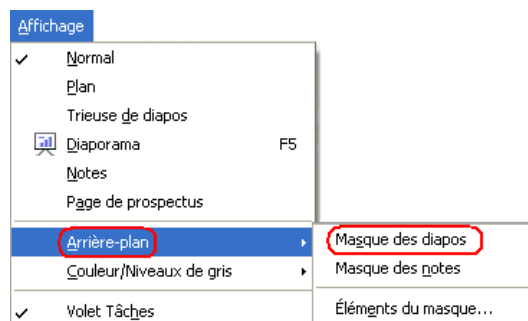 Affichage
Normal
Plan
Trieuse de diapos
Diaporama F5
Notes
Page de prospectus
Arrière-plan
Masque des diapos
Couleur/Niveaux de gris
Masque des notes
Volet Tâches
Éléments du masque...